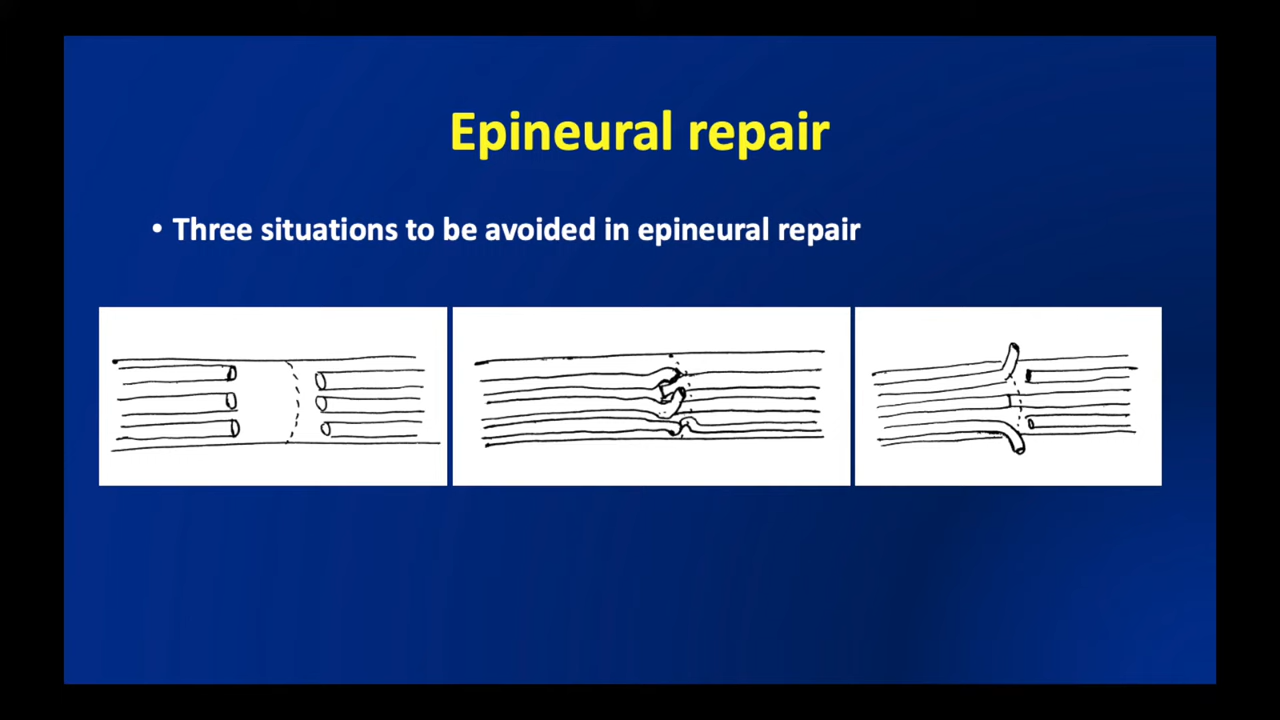 Epineural repair
• Three situations to be avoided in epineural repair